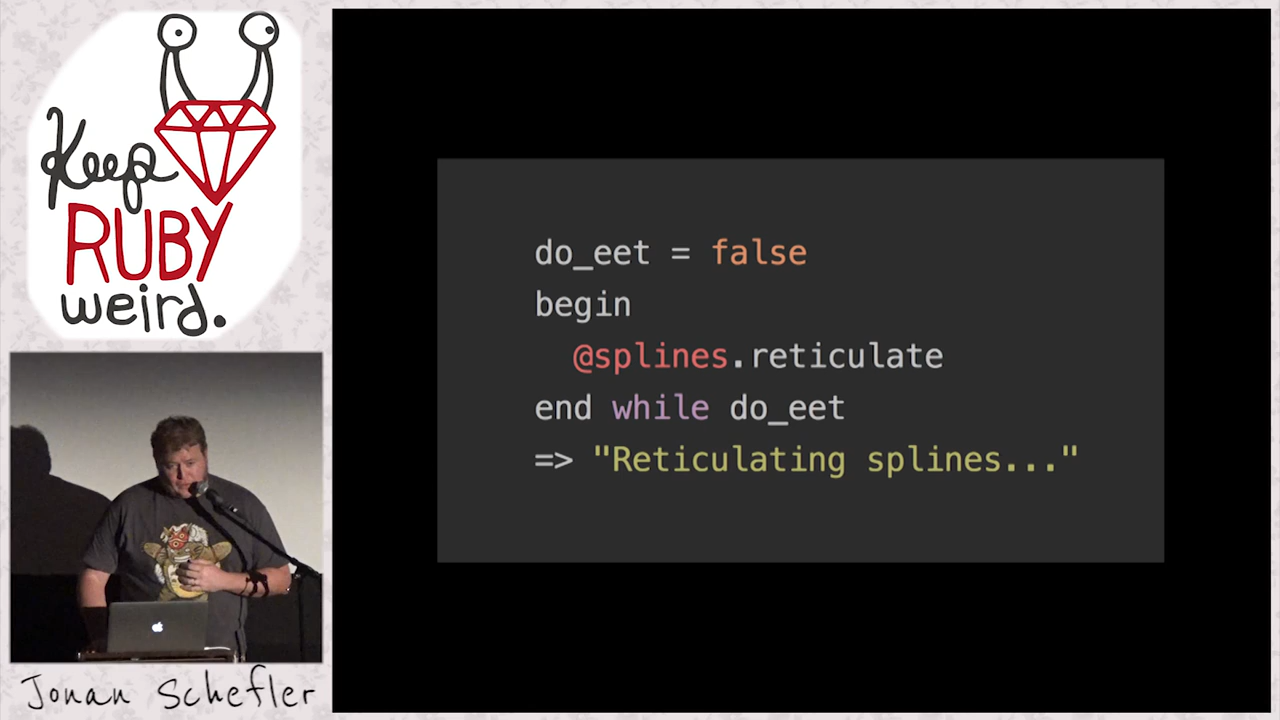 Keep
RUBY
weird.
do_eet = false
begin
  @splines.reticulate
end while do_eet
=> "Reticulating splines..."
Jonan Schefler